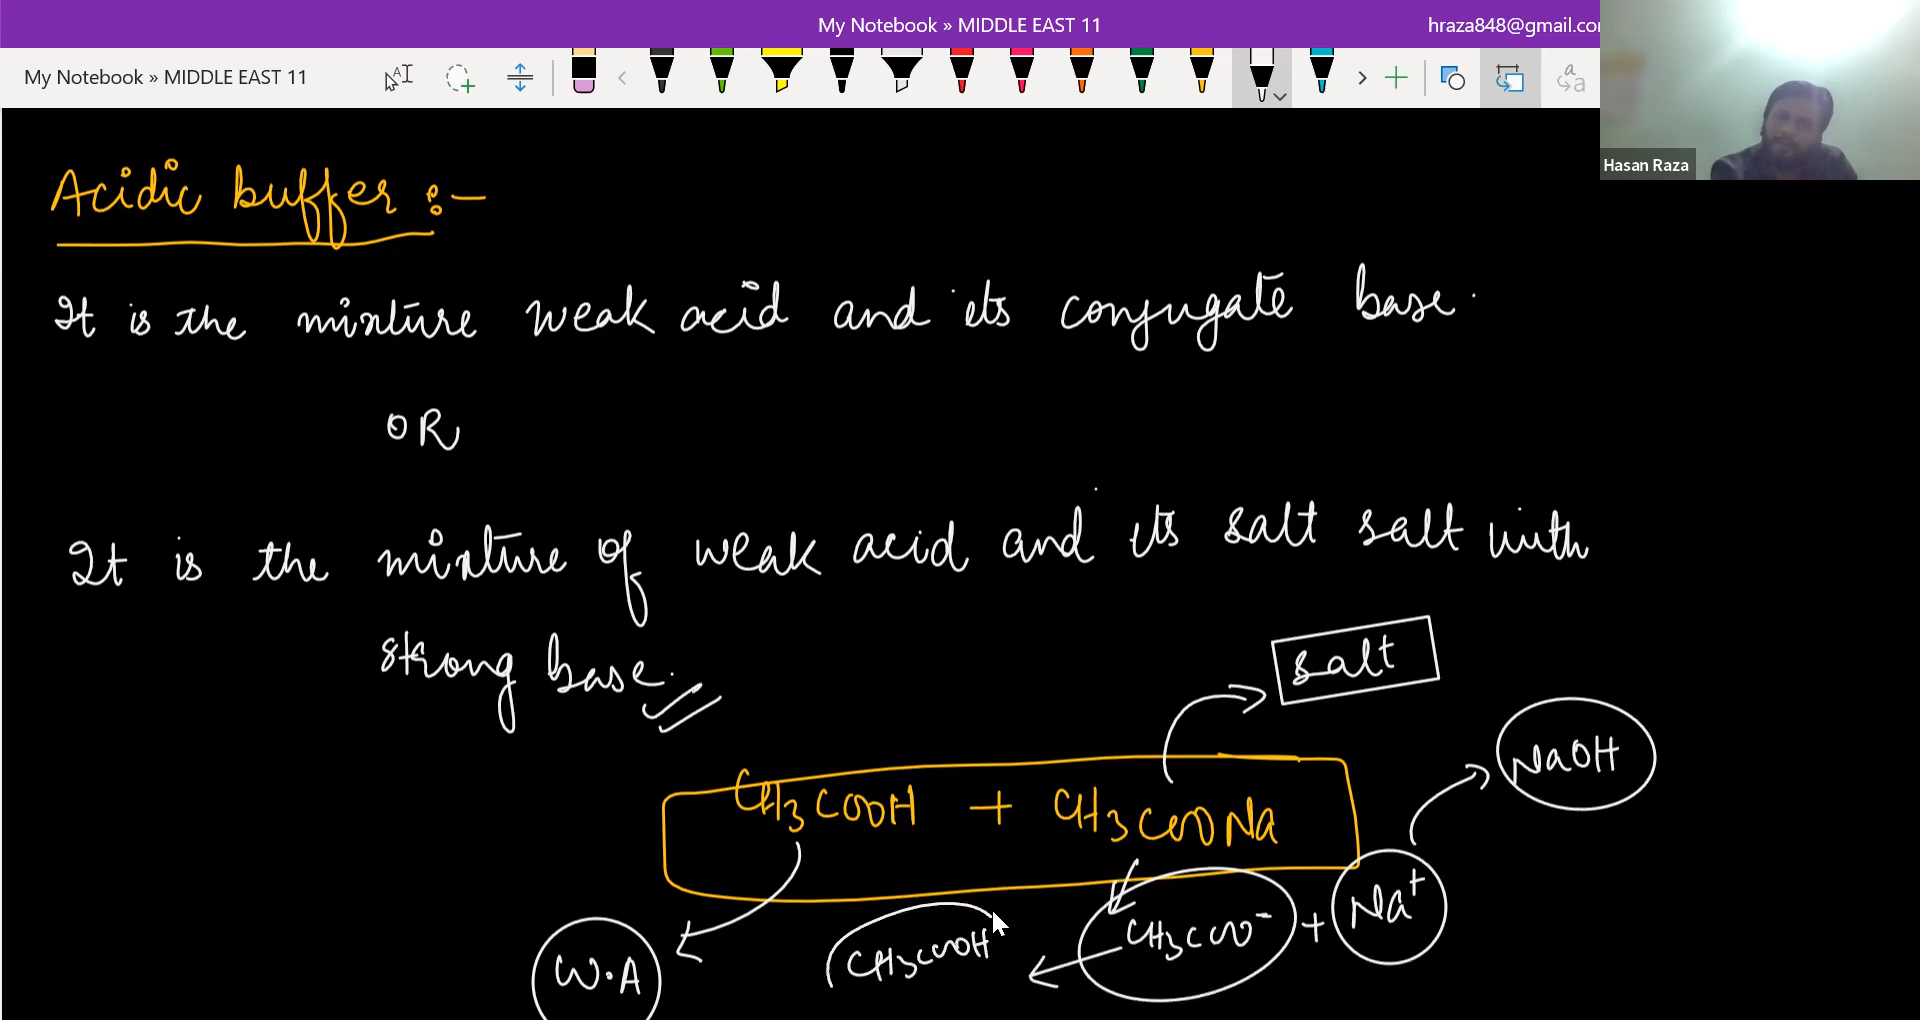 My Notebook » MIDDLE EAST 11
hraza848@gmail.co
My Notebook » MIDDLE EAST 11
Hasan Raza
Acidic buffer :-
It is the mixture weak acid and its conjugate base.
OR
It is the mixture of weak acid and its salt salt with
strong base.
salt
NaOH
CH3COOH + CH3COONa
CH3COOH
CH3COO- + Na+
W.A